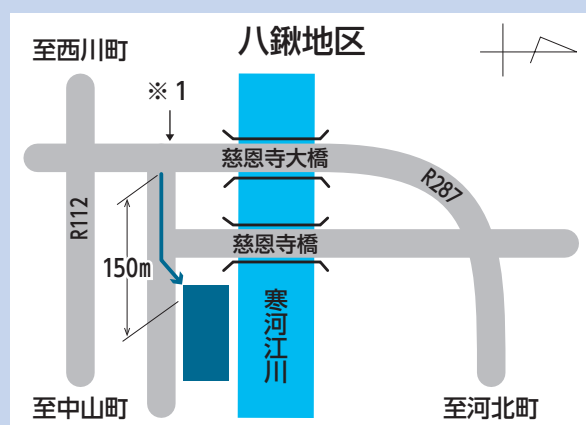 八鍬地区
至西川町
※1
慈恩寺大橋
R287
R112
慈恩寺橋
150m
寒河江川
至中山町
至河北町